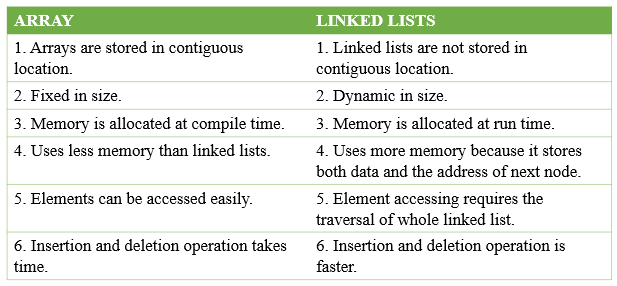 ARRAY
LINKED LISTS
1. Arrays are stored in contiguous
location.
1. Linked lists are not stored in
contiguous location.
2. Fixed in size.
2. Dynamic in size.
3. Memory is allocated at compile time.
3. Memory is allocated at run time.
4. Uses less memory than linked lists.
4. Uses more memory because it stores
both data and the address of next node.
5. Elements can be accessed easily.
5. Element accessing requires the
traversal of whole linked list.
6. Insertion and deletion operation takes
time.
6. Insertion and deletion operation is
faster.